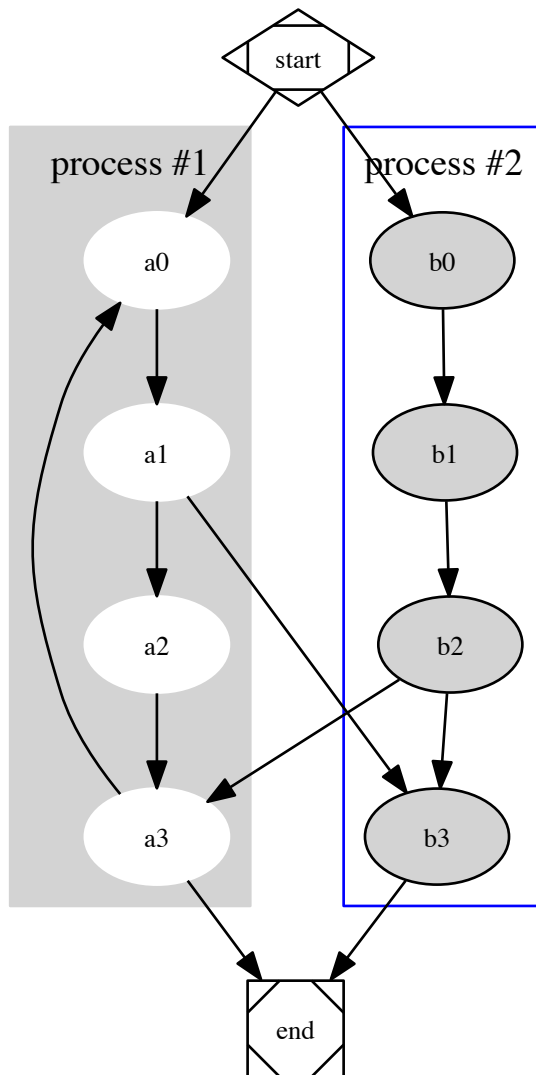 start
process #1
process #2
a0
b0
a1
b1
a2
b2
a3
b3
end